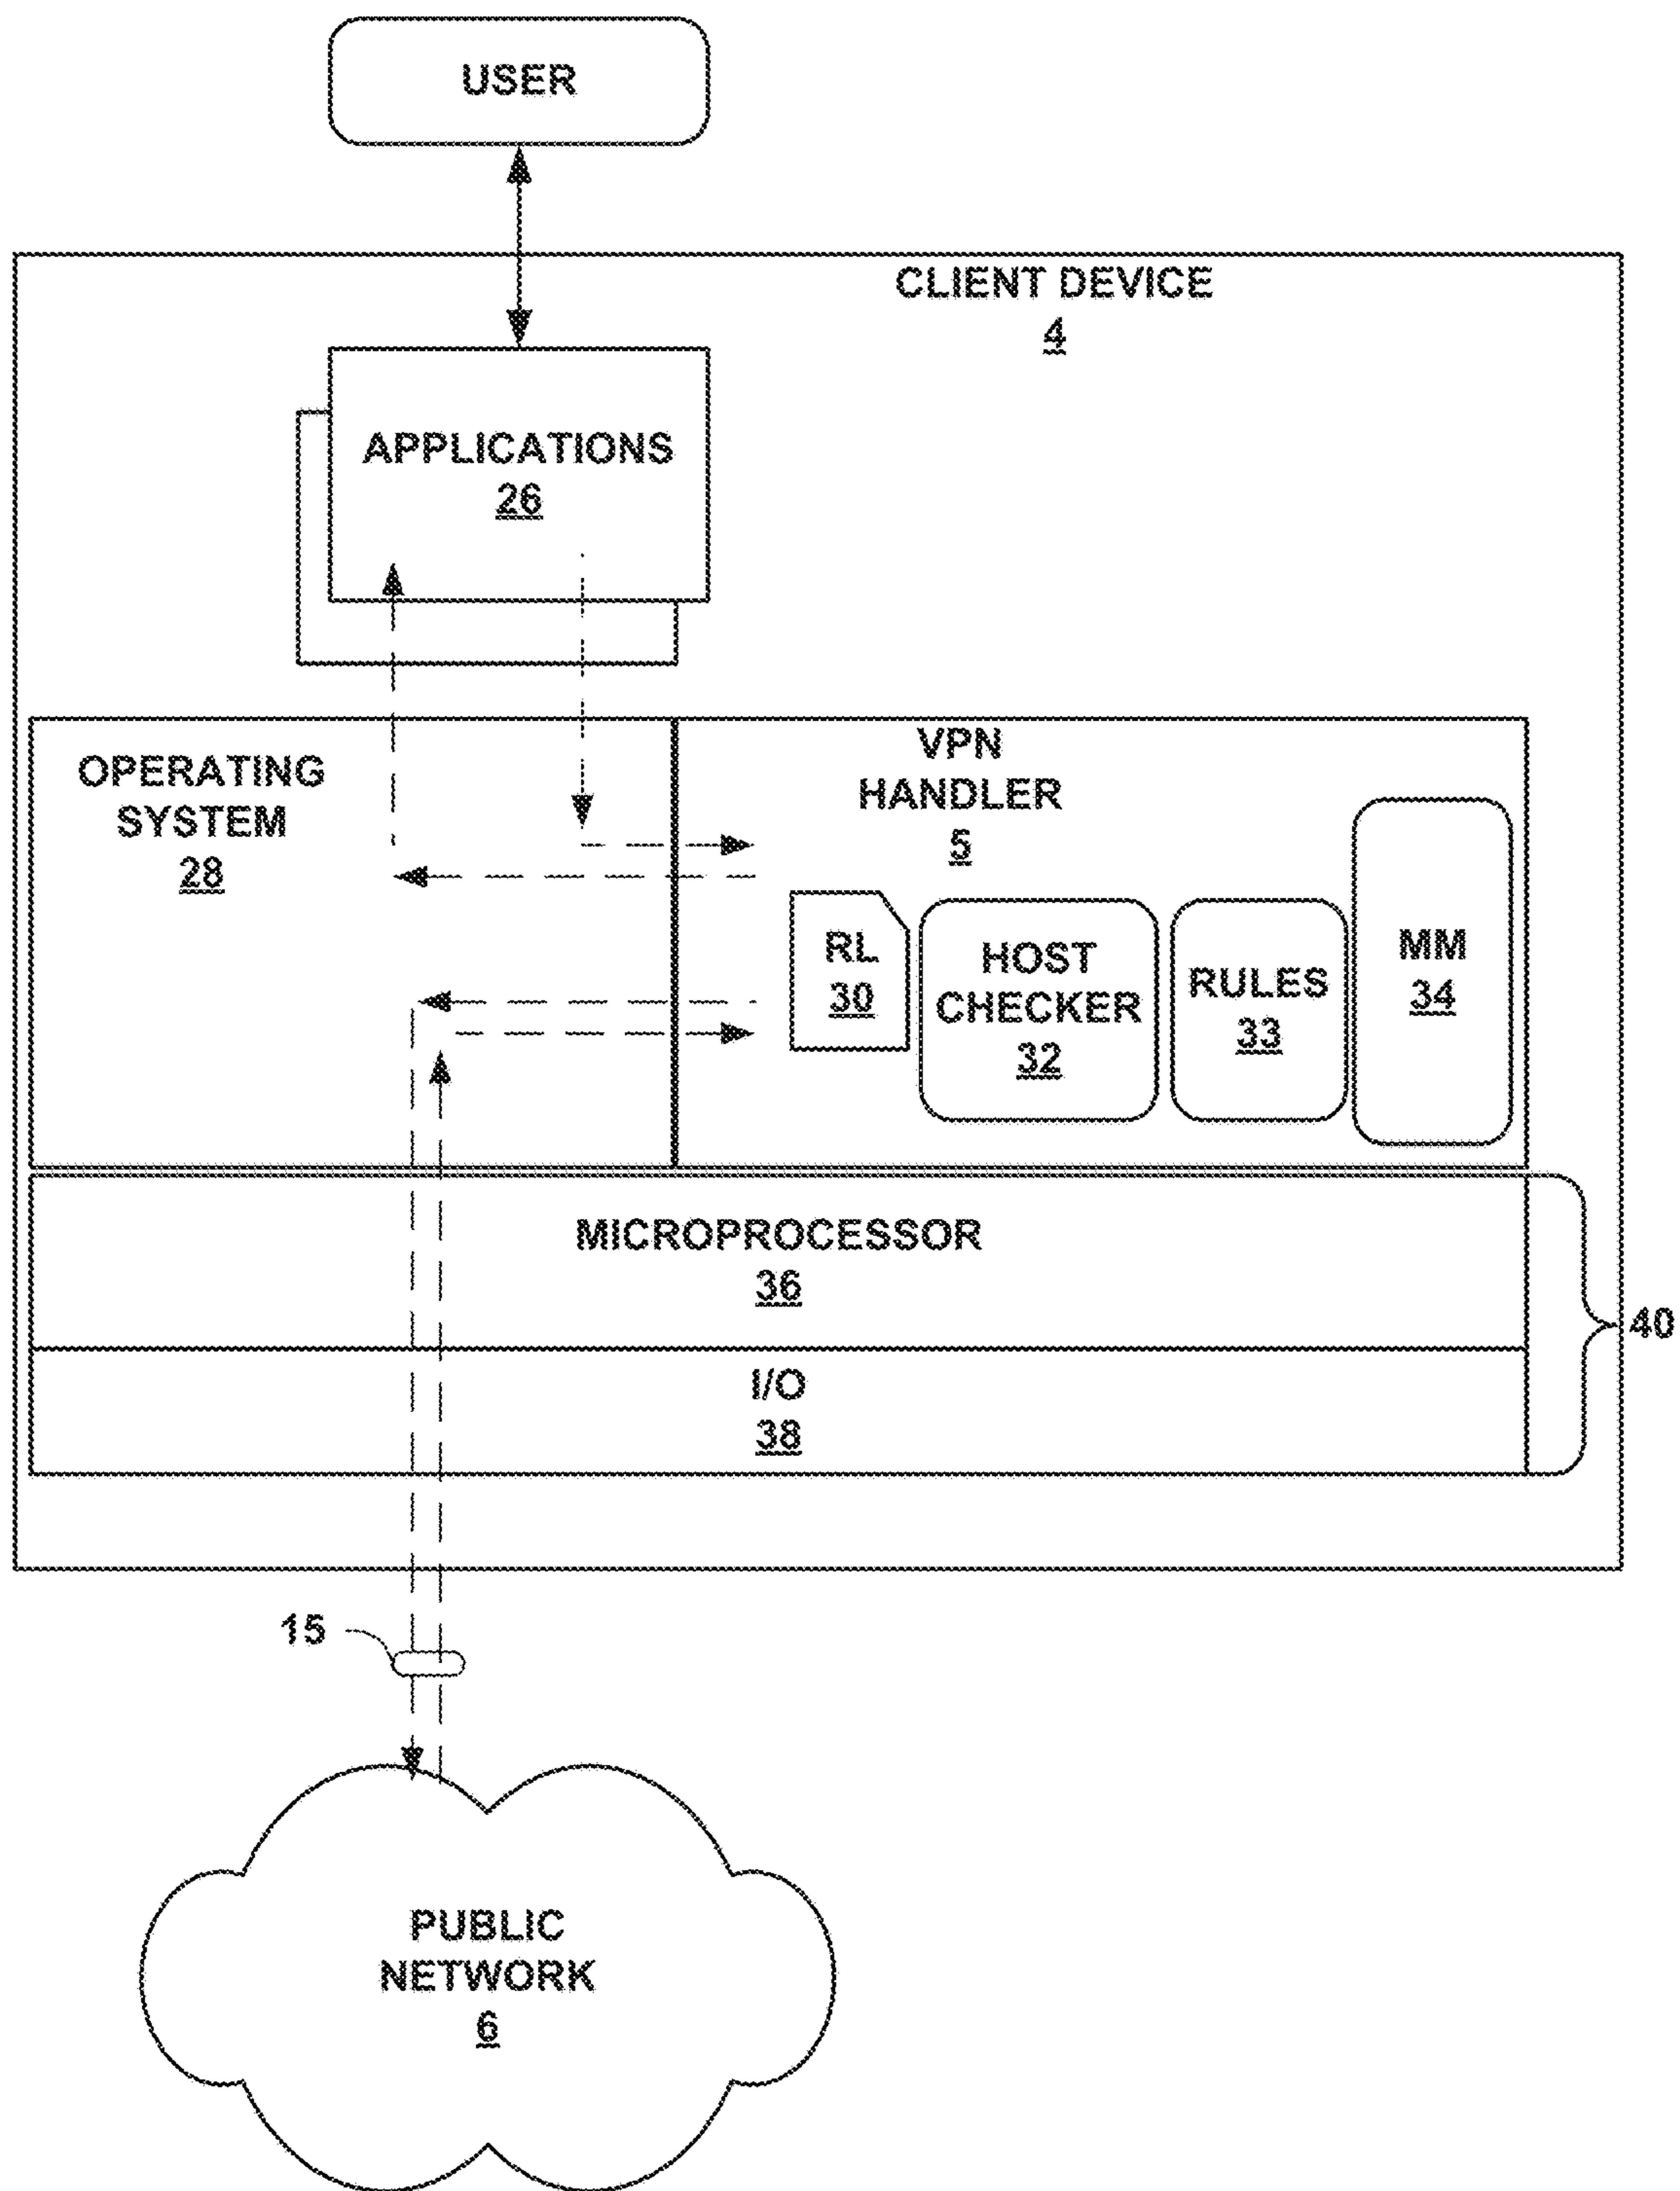 USER
CLIENT DEVICE
4
APPLICATIONS
26
OPERATING
SYSTEM
28
VPN
HANDLER
5
RL
30
HOST
CHECKER
32
RULES
33
MM
34
MICROPROCESSOR
36
I/O
38
40
15
PUBLIC
NETWORK
6